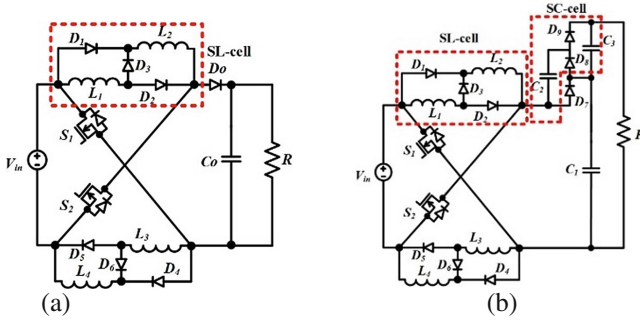 D1
L2
SL-cell
D3
Do
L1
D2
S1
Vin
Co
R
S2
D5
L3
D6
L4
D4
(a)
SC-cell
D9
C3
SL-cell
D8
L2
D1
C2
D3
D7
L1
D2
S1
Vin
C1
S2
D5
L3
D6
L4
D4
(b)